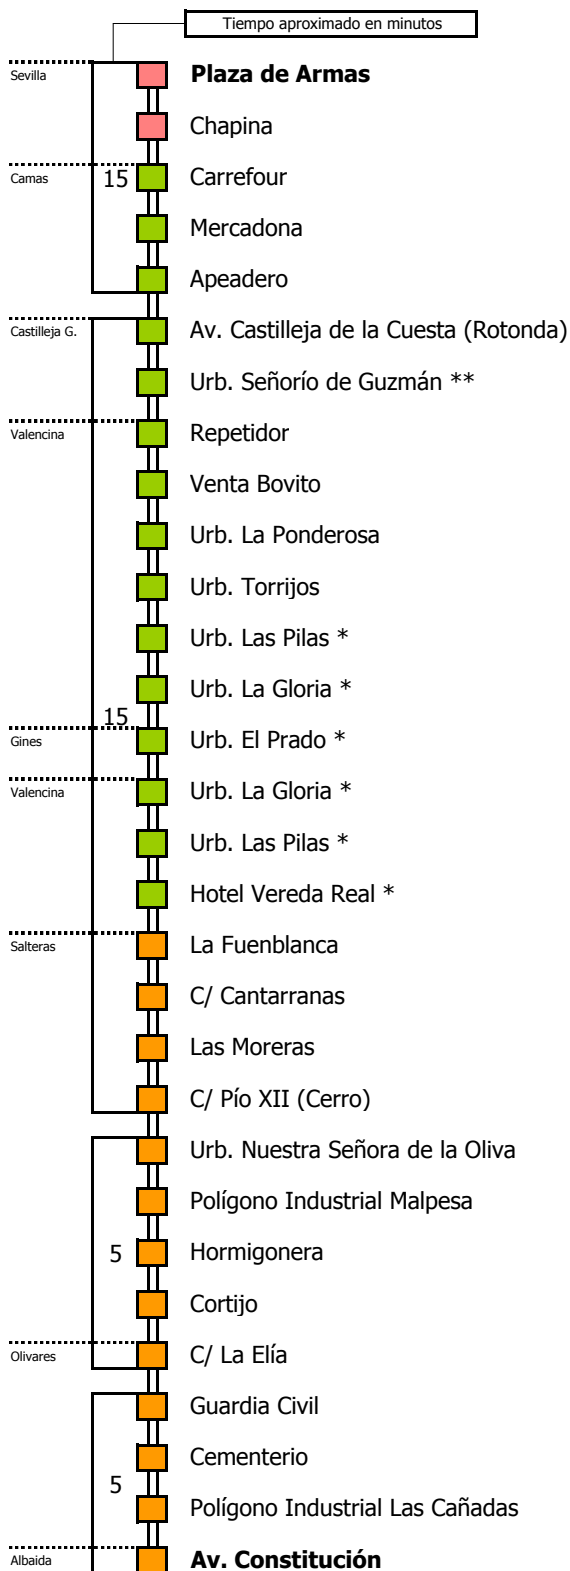 Tiempo aproximado en minutos
Sevilla
Plaza de Armas
Chapina
Camas
15
Carrefour
Mercadona
Apeadero
Castilleja G.
Av. Castilleja de la Cuesta (Rotonda)
Urb. Señorío de Guzmán **
Valencina
Repetidor
Venta Bovito
Urb. La Ponderosa
Urb. Torrijos
Urb. Las Pilas *
Urb. La Gloria *
15
Gines
Urb. El Prado *
Valencina
Urb. La Gloria *
Urb. Las Pilas *
Hotel Vereda Real *
Salteras
La Fuenblanca
C/ Cantarranas
Las Moreras
C/ Pío XII (Cerro)
Urb. Nuestra Señora de la Oliva
Polígono Industrial Malpesa
5
Hormigonera
Cortijo
Olivares
C/ La Elía
Guardia Civil
Cementerio
5
Polígono Industrial Las Cañadas
Albaida
Av. Constitución